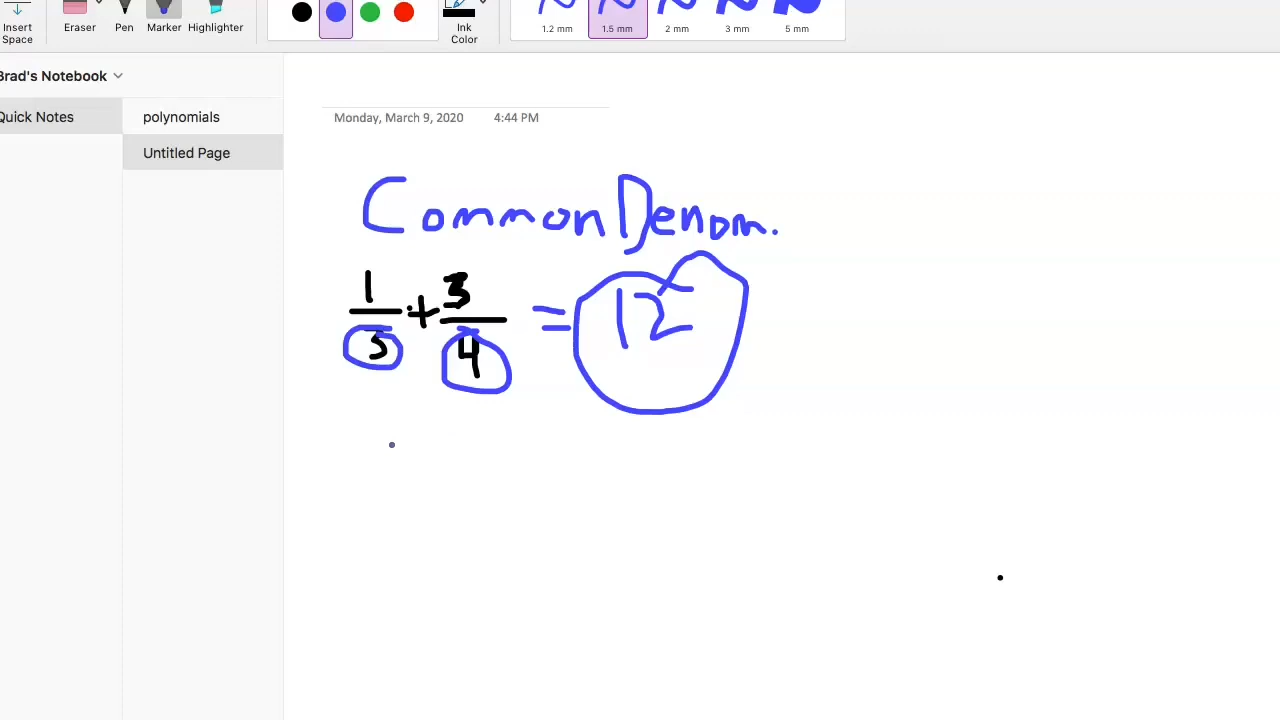 Insert Space
Eraser
Pen
Marker
Highlighter
Ink Color
1.2 mm
1.5 mm
2 mm
3 mm
5 mm
Brad's Notebook
Quick Notes
polynomials
Untitled Page
Monday, March 9, 2020 4:44 PM
Common Denom.
1/3 + 3/4 = 12